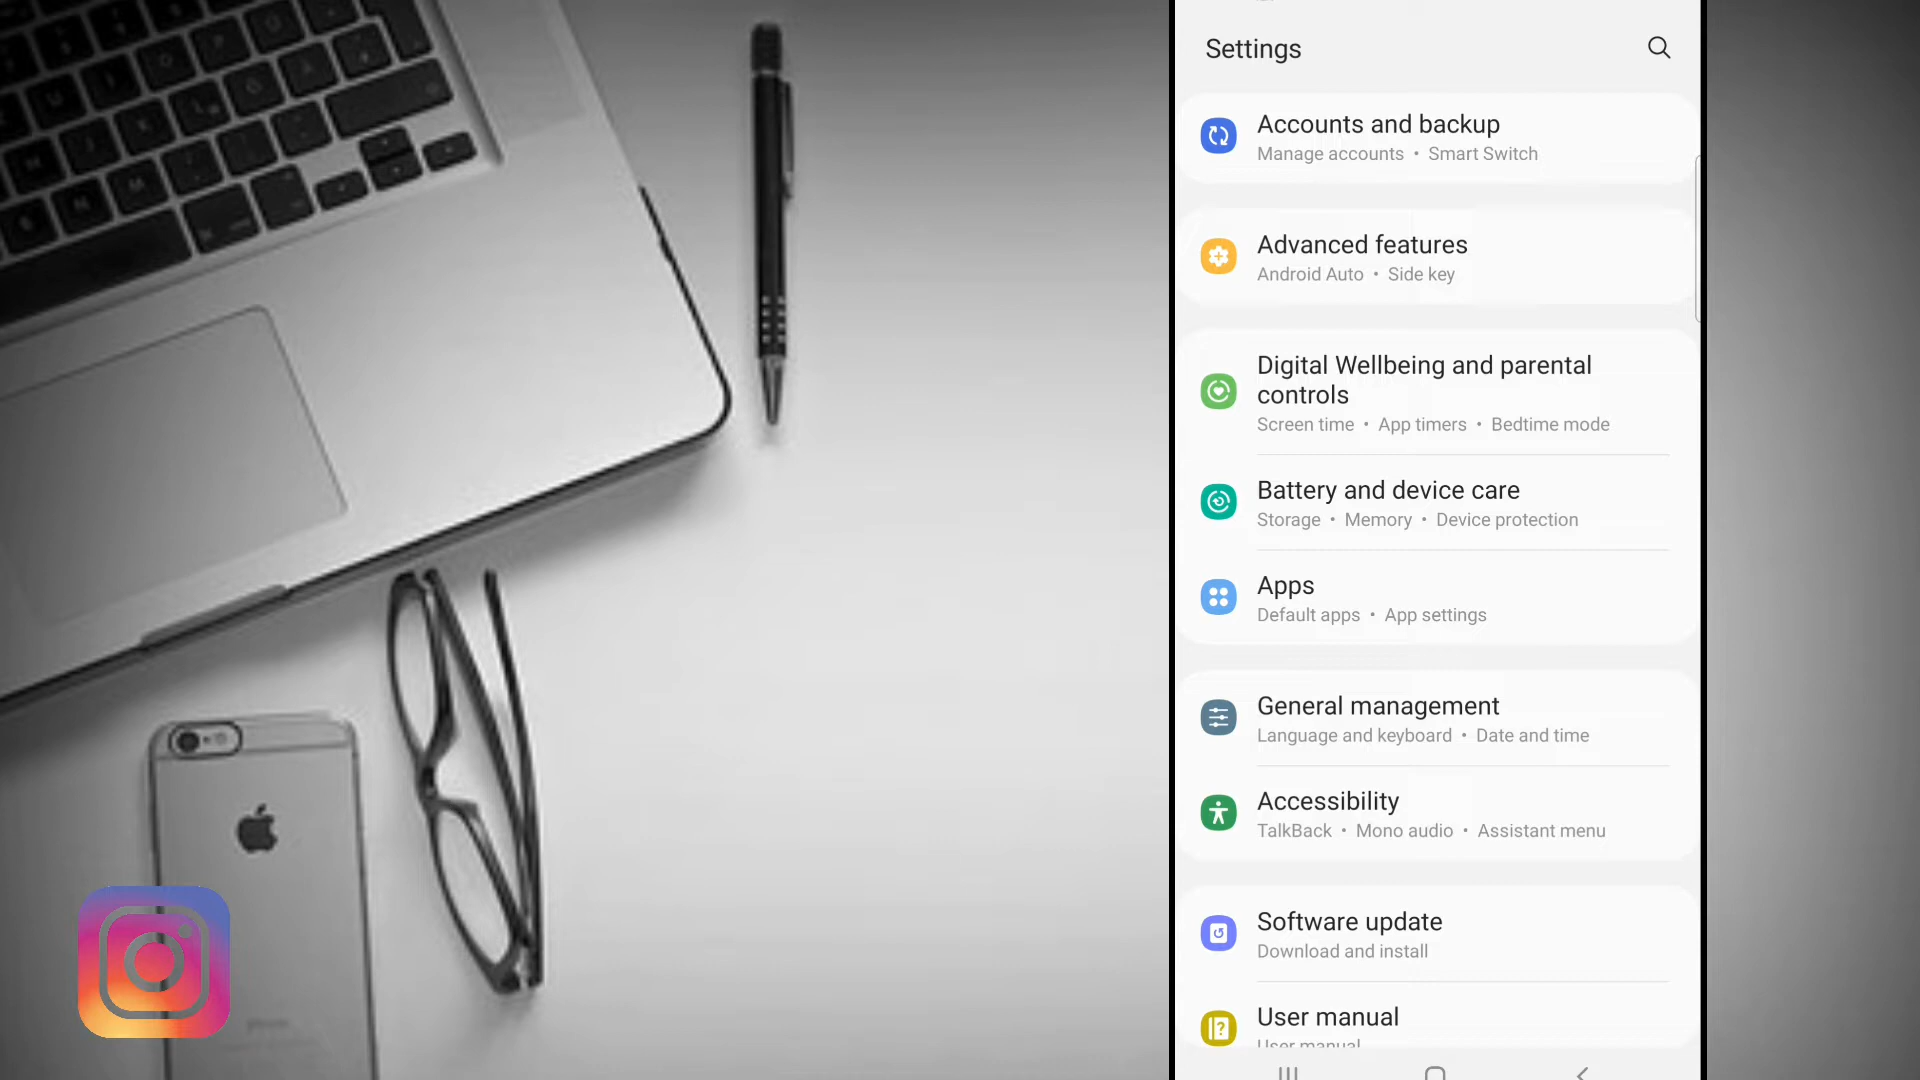 Settings
Accounts and backup
Manage accounts • Smart Switch
Advanced features
Android Auto • Side key
Digital Wellbeing and parental
controls
Screen time • App timers • Bedtime mode
Battery and device care
Storage • Memory • Device protection
Apps
Default apps • App settings
General management
Language and keyboard • Date and time
Accessibility
TalkBack • Mono audio • Assistant menu
Software update
Download and install
User manual
User manual